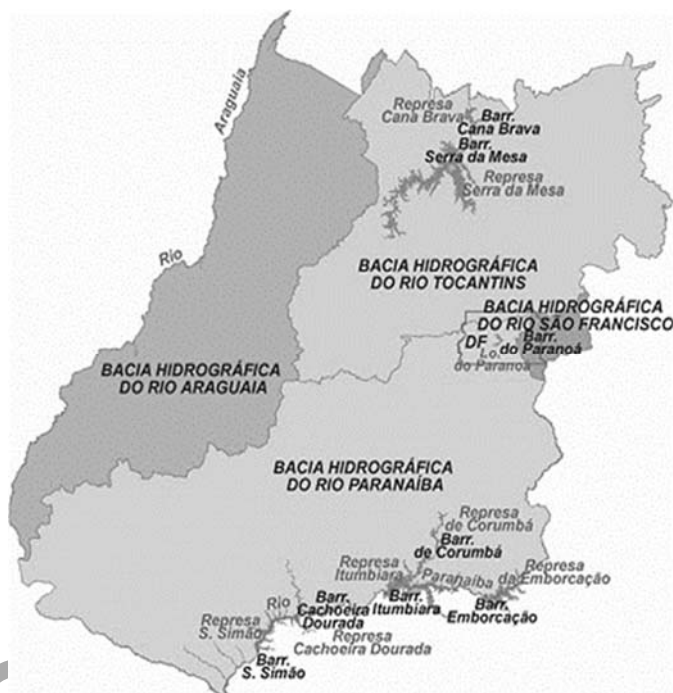 Araguaia
Represa
Cana Brava
Barr.
Cana Brava
Barr.
Serra da Mesa
Represa
Serra da Mesa
Rio
BACIA HIDROGRÁFICA
DO RIO TOCANTINS
BACIA HIDROGRÁFICA
DO RIO SÃO FRANCISCO
DF
Barr.
do Paranoá
Lo.
do Paranoá
BACIA HIDROGRÁFICA
DO RIO ARAGUAIA
BACIA HIDROGRÁFICA
DO RIO PARANAÍBA
Represa
de Corumbá
Barr.
de Corumbá
Represa
Itumbiara
Paranaíba
Represa
da Emborcação
Rio
Barr.
Cachoeira
Dourada
Barr.
Itumbiara
Barr.
Emborcação
Represa
S. Simão
Represa
Cachoeira Dourada
Barr.
S. Simão